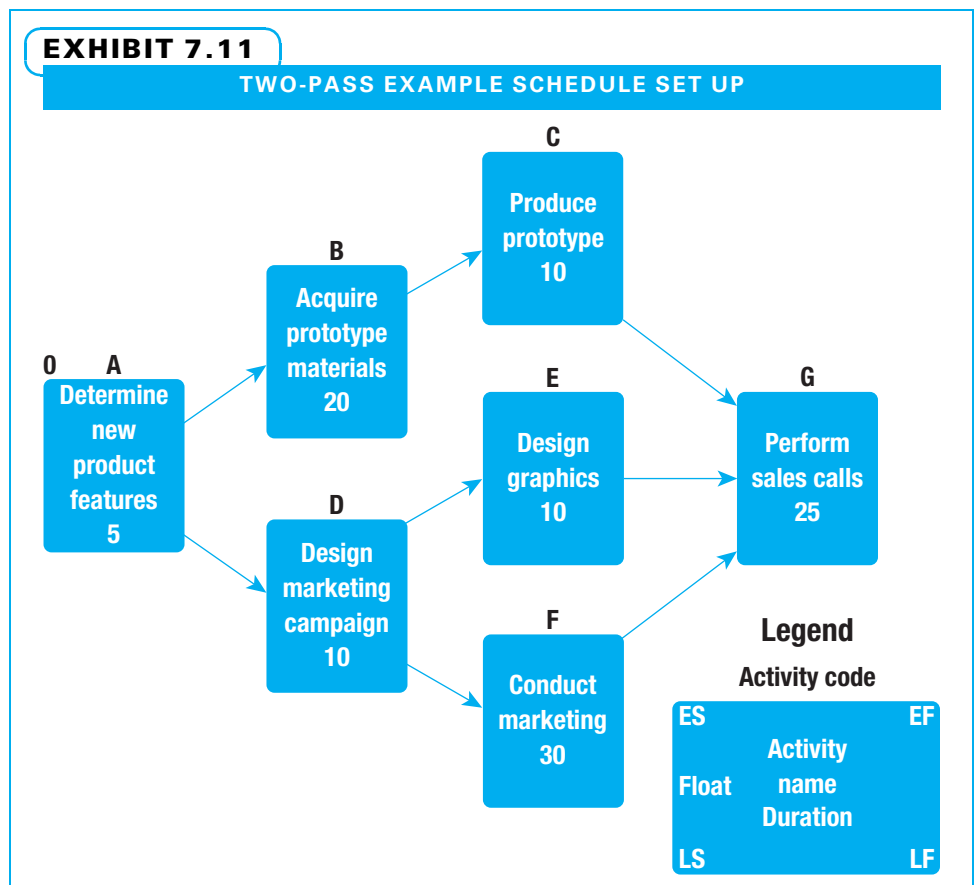 EXHIBIT 7.11
TWO-PASS EXAMPLE SCHEDULE SET UP
C
Produce
prototype
10
B
Acquire
prototype
materials
20
0 A
Determine
new
product
features
5
E
Design
graphics
10
G
Perform
sales calls
25
D
Design
marketing
campaign
10
F
Conduct
marketing
30
Legend
Activity code
ES EF
Activity
Float name
Duration
LS LF